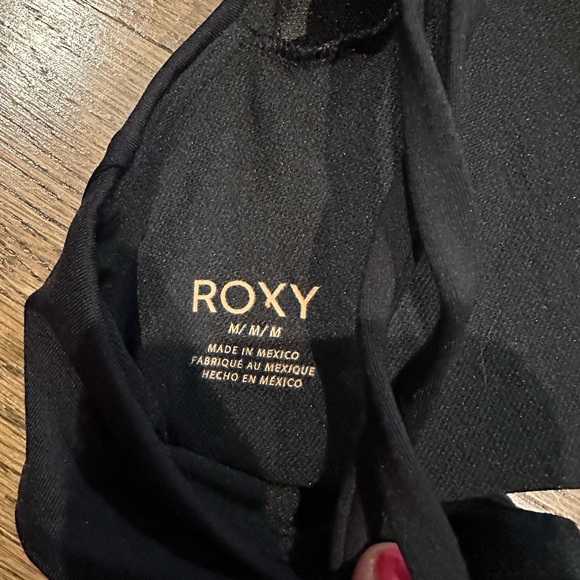 ROXY
M/ M/ M
MADE IN MEXICO
FABRIQUÉ AU MEXIQUE
HECHO EN MÉXICO